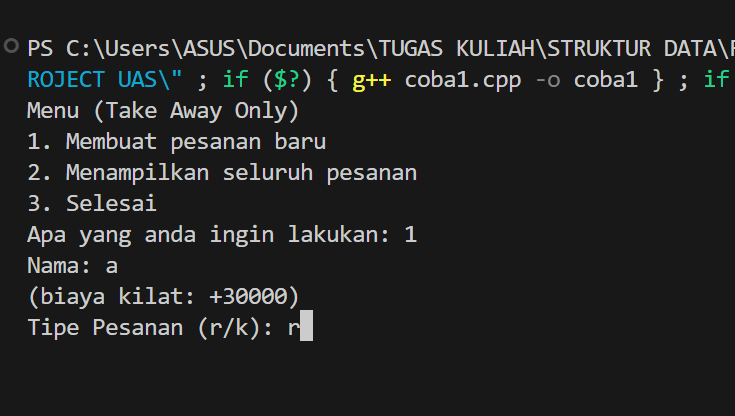 PS C:\Users\ASUS\Documents\TUGAS KULIAH\STRUKTUR DATA\
ROJECT UAS\" ; if ($?) { g++ coba1.cpp -o coba1 } ; if
Menu (Take Away Only)
1. Membuat pesanan baru
2. Menampilkan seluruh pesanan
3. Selesai
Apa yang anda ingin lakukan: 1
Nama: a
(biaya kilat: +30000)
Tipe Pesanan (r/k): r